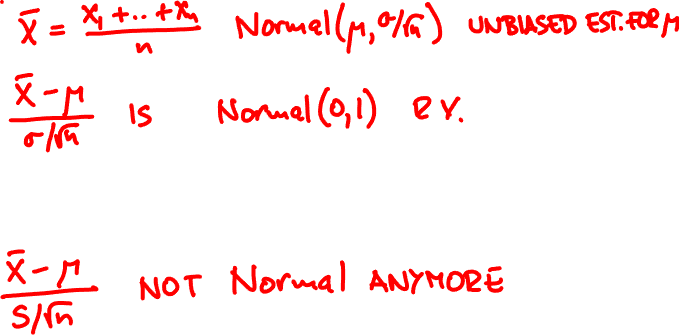 X̄ = (x₁ + .. + xₙ)/n Normal(μ, σ/√n) UNBIASED EST. FOR μ
(X̄ - μ)/(σ/√n) IS Normal(0,1) R.V.
(X̄ - μ)/(S/√n) NOT Normal ANYMORE